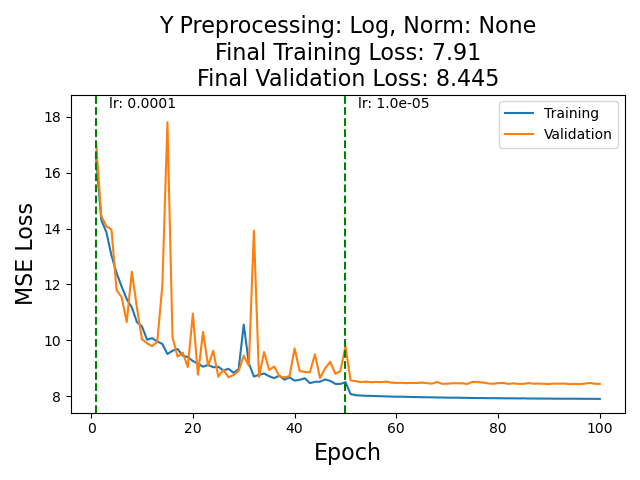 Y Preprocessing: Log, Norm: None
Final Training Loss: 7.91
Final Validation Loss: 8.445
lr: 0.0001
lr: 1.0e-05
Training
Validation
MSE Loss
18
16
14
12
10
8
0
20
40
60
80
100
Epoch